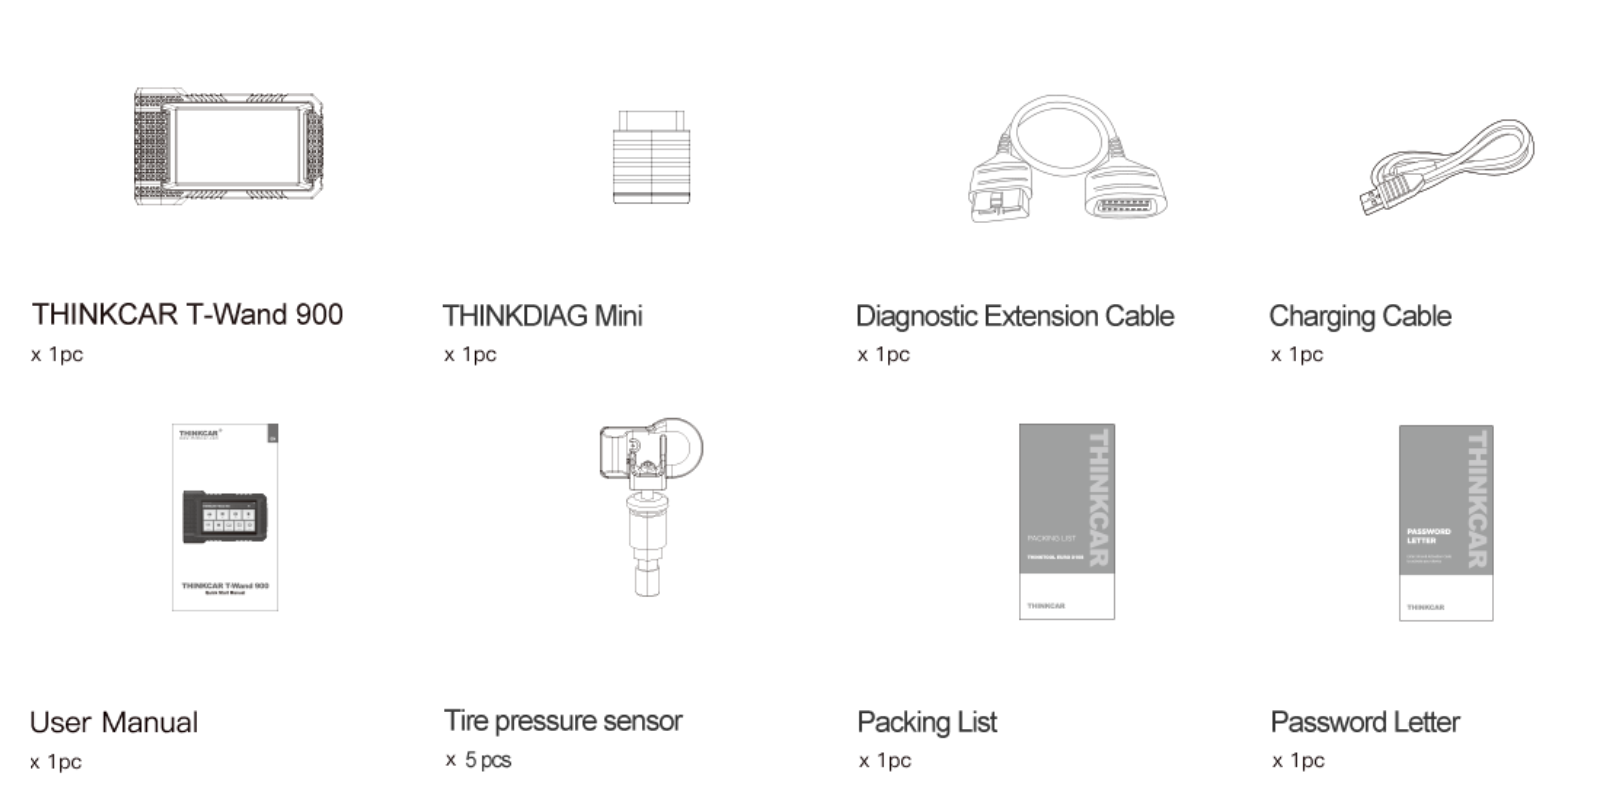 THINKCAR T-Wand 900
x 1pc
THINKDIAG Mini
x 1pc
Diagnostic Extension Cable
x 1pc
Charging Cable
x 1pc
THINKCAR
THINKCAR T-Wand 900
Quick Start Manual
User Manual
x 1pc
Tire pressure sensor
x 5 pcs
THINKCAR
PACKING LIST
THINKCAR
Packing List
x 1pc
THINKCAR
PASSWORD
LETTER
THINKCAR
Password Letter
x 1pc